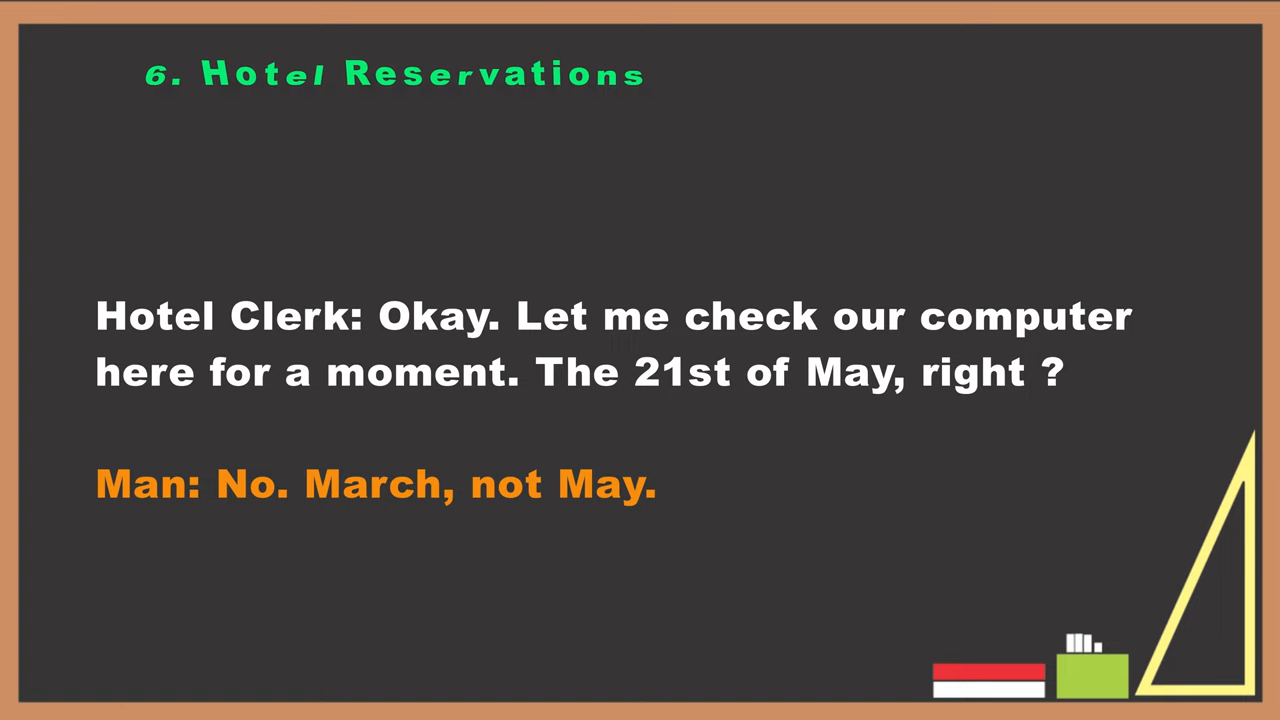 6. Hotel Reservations
Hotel Clerk: Okay. Let me check our computer
here for a moment. The 21st of May, right ?
Man: No. March, not May.